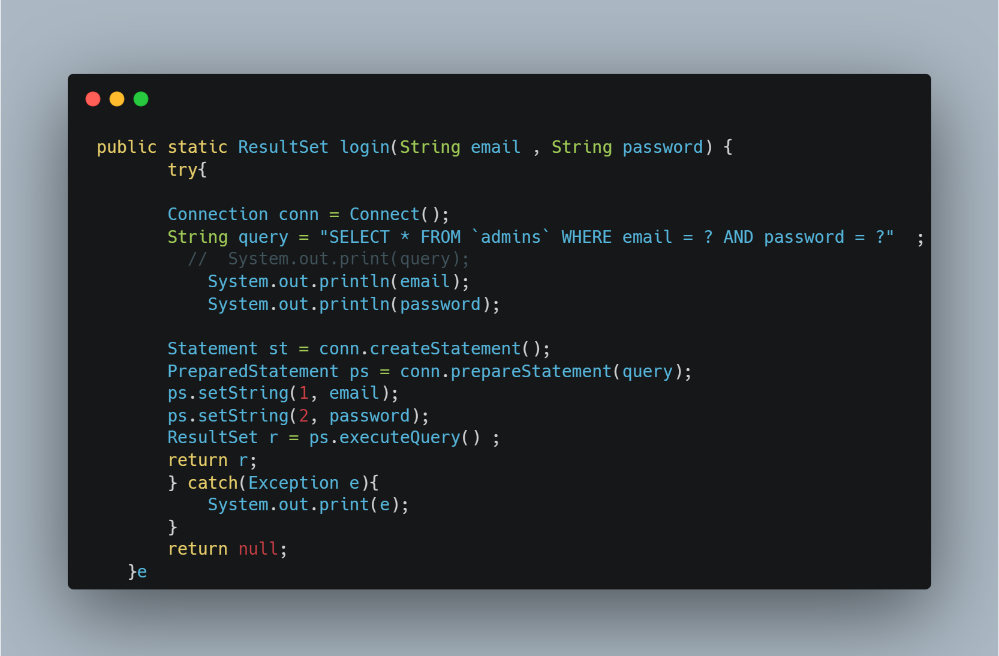 public static ResultSet login(String email , String password) {
       try{

       Connection conn = Connect();
       String query = "SELECT * FROM `admins` WHERE email = ? AND password = ?"  ;
         //  System.out.print(query);
           System.out.println(email);
           System.out.println(password);

       Statement st = conn.createStatement();
       PreparedStatement ps = conn.prepareStatement(query);
       ps.setString(1, email);
       ps.setString(2, password);
       ResultSet r = ps.executeQuery() ;
       return r;
       } catch(Exception e){
           System.out.print(e);
       }
       return null;
   }e